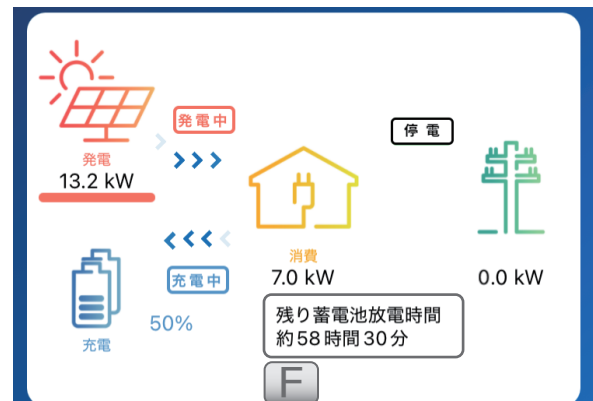 発電中
停電
発電
13.2 kW
消費
7.0 kW
0.0 kW
充電中
50%
充電
残り蓄電池放電時間
約58時間30分
F